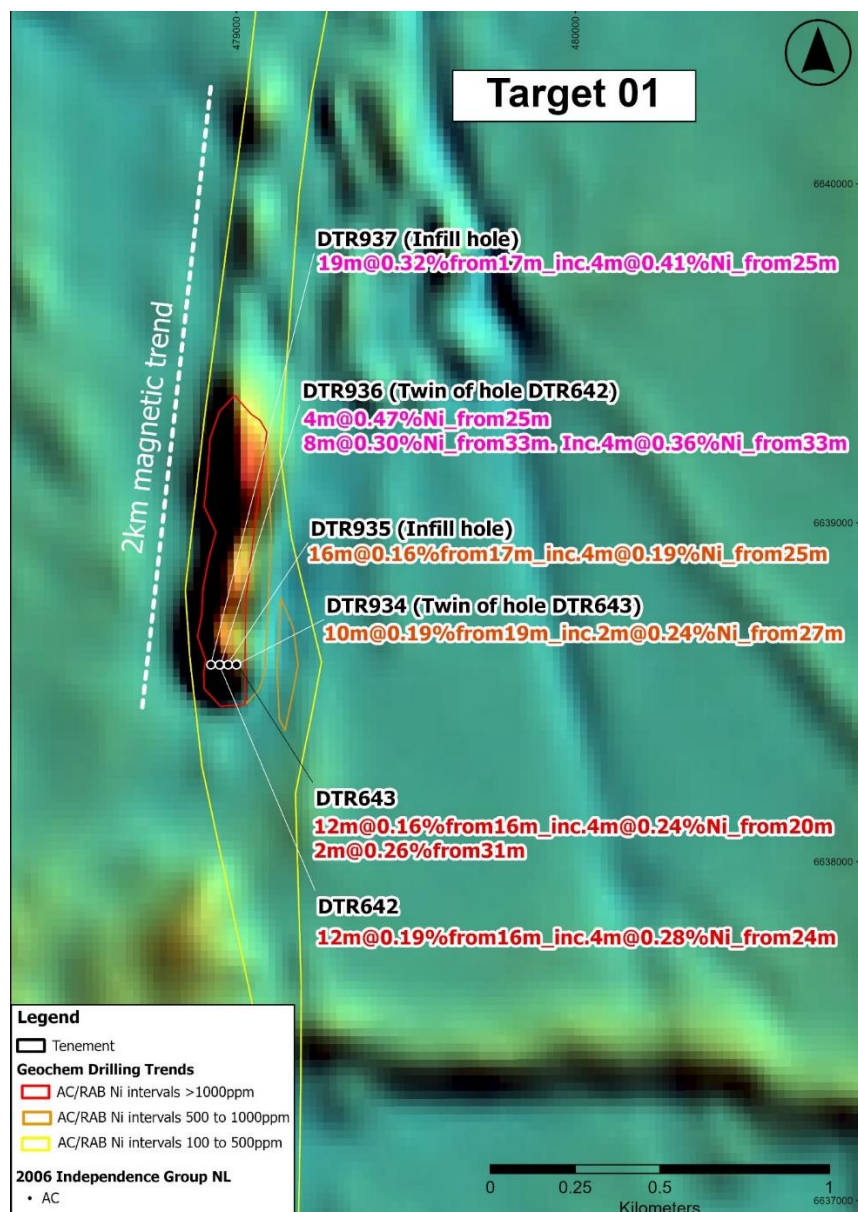 479000
480000
Target 01
6640000
DTR937 (Infill hole)
19m@0.32%from17m_inc.4m@0.41%Ni_from25m
2km magnetic trend
DTR936 (Twin of hole DTR642)
4m@0.47%Ni_from25m
8m@0.30%Ni_from33m. Inc.4m@0.36%Ni_from33m
6639000
DTR935 (Infill hole)
16m@0.16%from17m_inc.4m@0.19%Ni_from25m
DTR934 (Twin of hole DTR643)
10m@0.19%from19m_inc.2m@0.24%Ni_from27m
DTR643
12m@0.16%from16m_inc.4m@0.24%Ni_from20m
2m@0.26%from31m
6638000
DTR642
12m@0.19%from16m_inc.4m@0.28%Ni_from24m
Legend
Tenement
Geochem Drilling Trends
AC/RAB Ni intervals >1000ppm
AC/RAB Ni intervals 500 to 1000ppm
AC/RAB Ni intervals 100 to 500ppm
2006 Independence Group NL
• AC
0 0.25 0.5 1
Kilometers
6637000